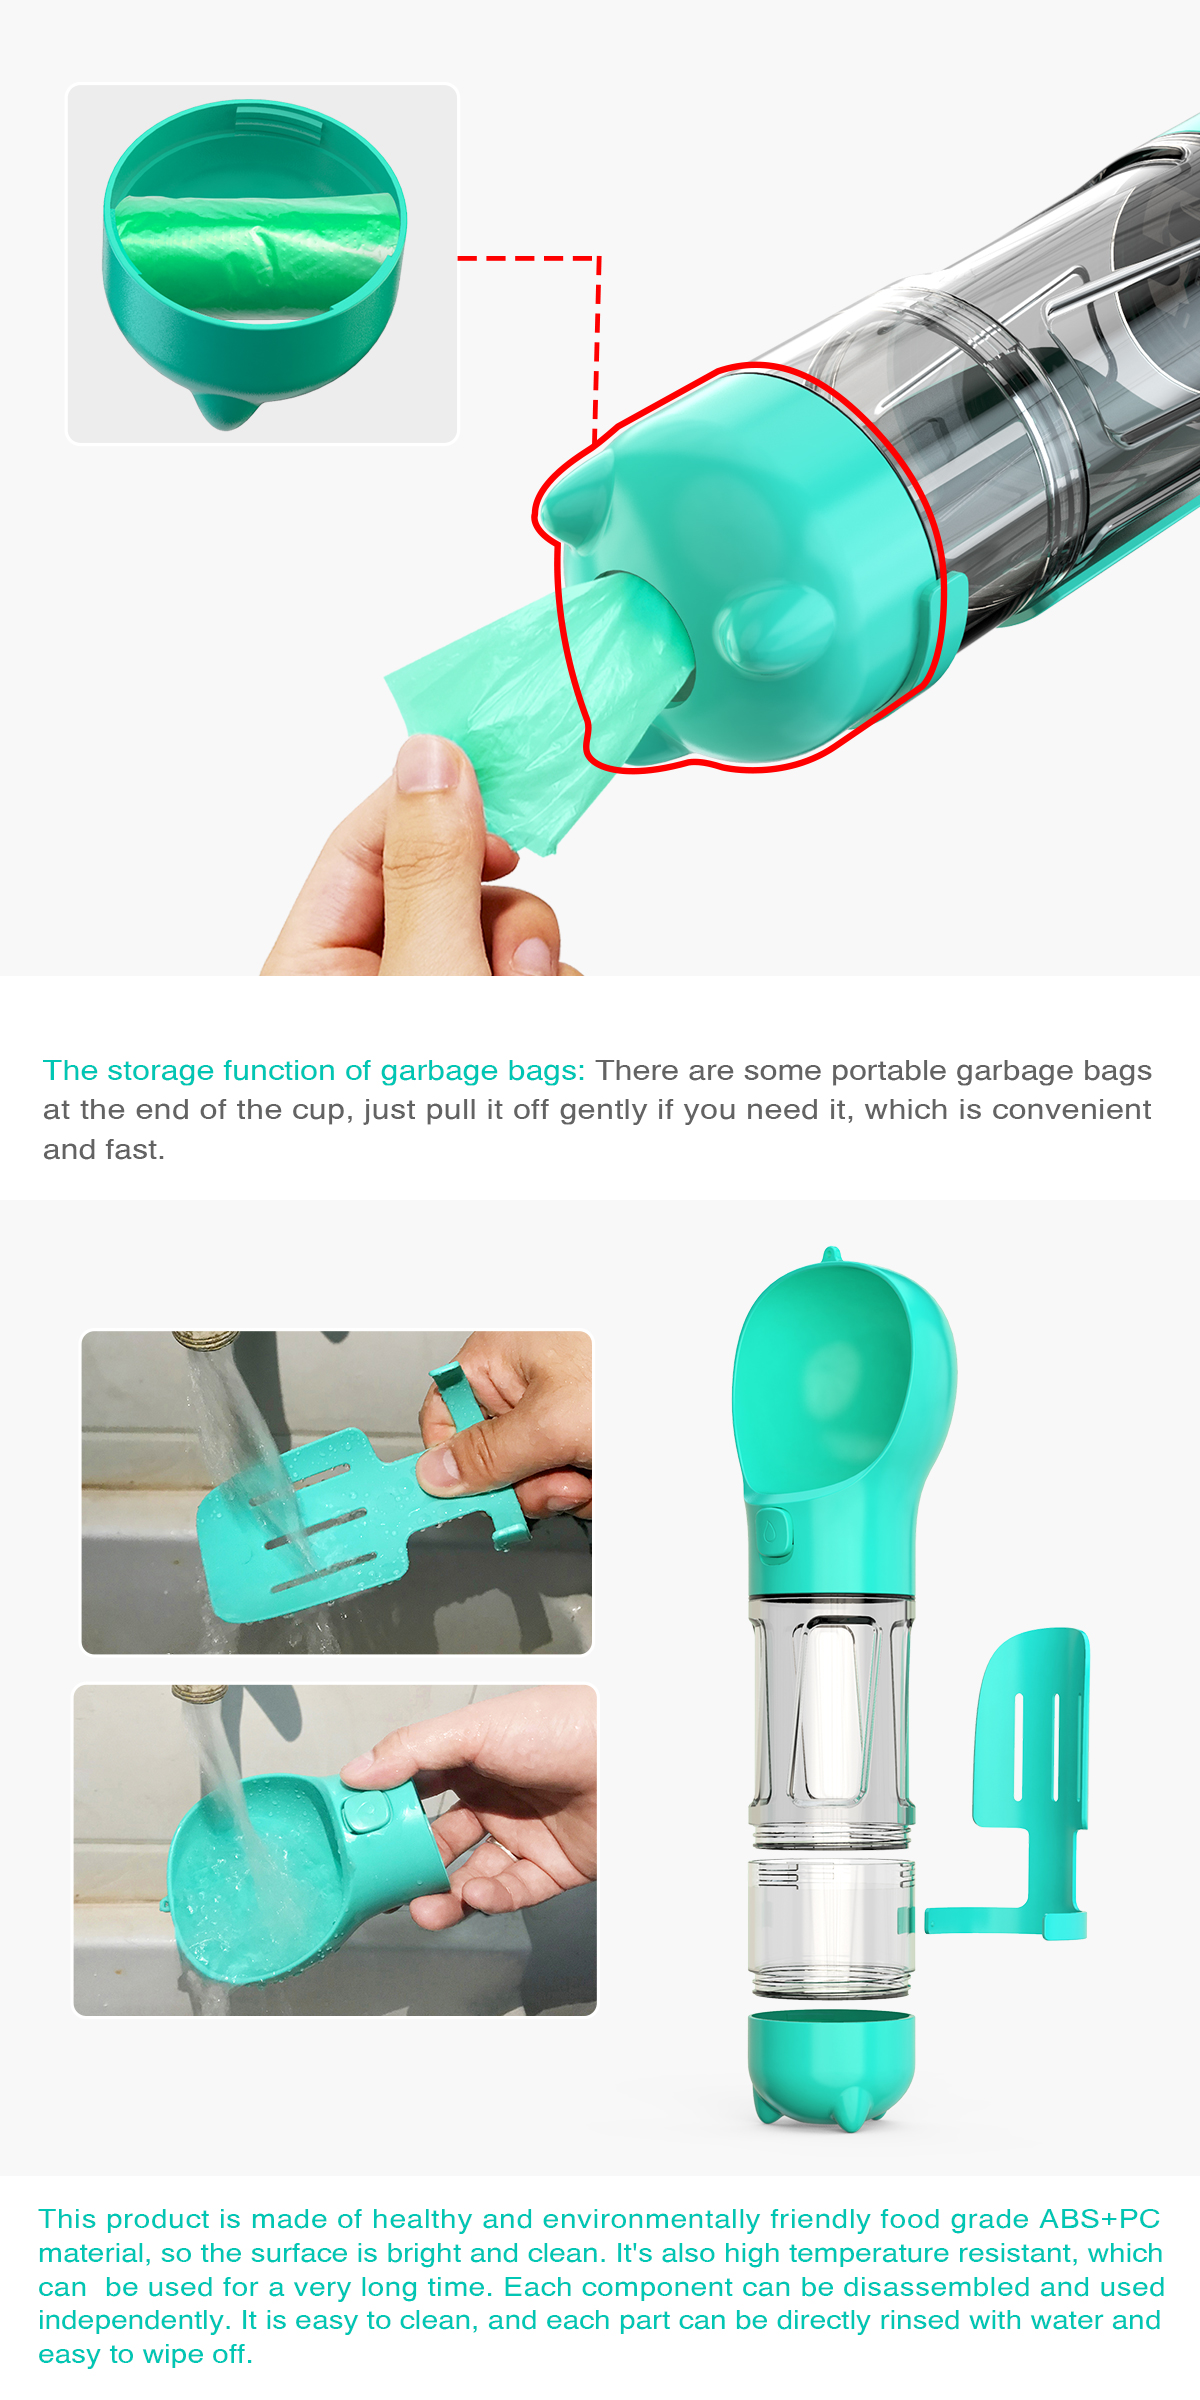 The storage function of garbage bags: There are some portable garbage bags
at the end of the cup, just pull it off gently if you need it, which is convenient
and fast.
This product is made of healthy and environmentally friendly food grade ABS+PC
material, so the surface is bright and clean. It's also high temperature resistant, which
can  be used for a very long time. Each component can be disassembled and used
independently. It is easy to clean, and each part can be directly rinsed with water and
easy to wipe off.